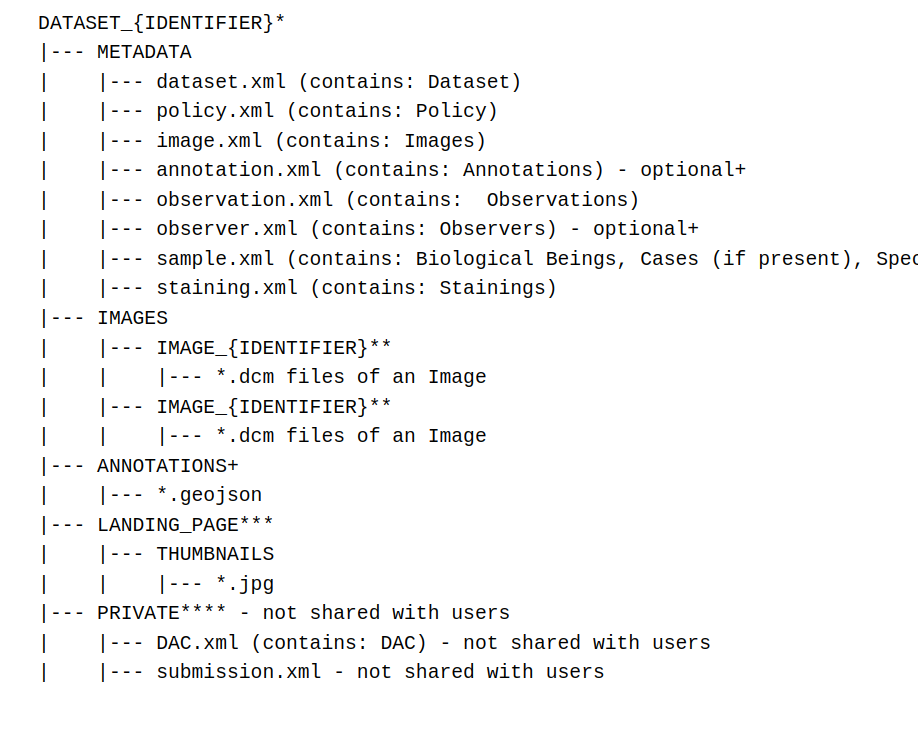 DATASET_{IDENTIFIER}*
|--- METADATA
|    |--- dataset.xml (contains: Dataset)
|    |--- policy.xml (contains: Policy)
|    |--- image.xml (contains: Images)
|    |--- annotation.xml (contains: Annotations) - optional+
|    |--- observation.xml (contains:  Observations)
|    |--- observer.xml (contains: Observers) - optional+
|    |--- sample.xml (contains: Biological Beings, Cases (if present), Spec
|    |--- staining.xml (contains: Stainings)
|--- IMAGES
|    |--- IMAGE_{IDENTIFIER}**
|    |    |--- *.dcm files of an Image
|    |--- IMAGE_{IDENTIFIER}**
|    |    |--- *.dcm files of an Image
|--- ANNOTATIONS+
|    |--- *.geojson
|--- LANDING_PAGE***
|    |--- THUMBNAILS
|    |    |--- *.jpg
|--- PRIVATE**** - not shared with users
|    |--- DAC.xml (contains: DAC) - not shared with users
|    |--- submission.xml - not shared with users